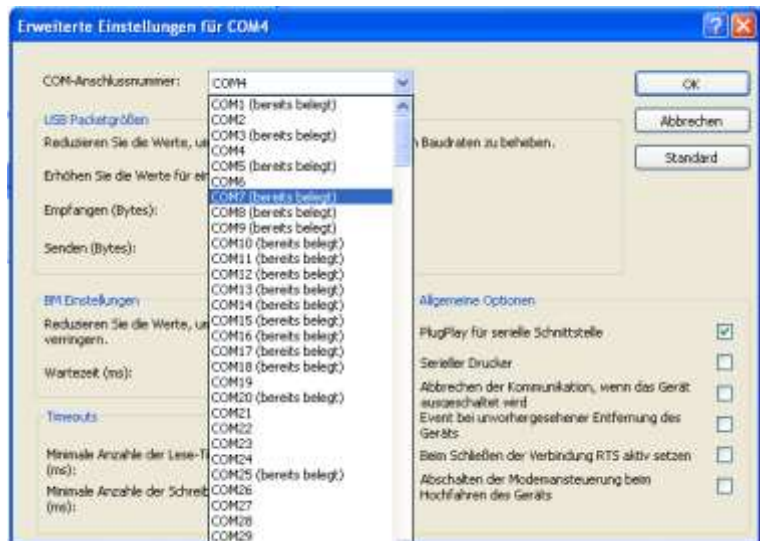 Erweiterte Einstellungen für COM4
COM-Anschlussnummer:
COM4
OK
Abbrechen
Standard
COM1 (bereits belegt)
COM2
COM3 (bereits belegt)
COM4
COM5 (bereits belegt)
COM6
COM7 (bereits belegt)
COM8 (bereits belegt)
COM9 (bereits belegt)
COM10 (bereits belegt)
COM11 (bereits belegt)
COM12 (bereits belegt)
COM13 (bereits belegt)
COM14 (bereits belegt)
COM15 (bereits belegt)
COM16 (bereits belegt)
COM17 (bereits belegt)
COM18 (bereits belegt)
COM19
COM20 (bereits belegt)
COM21
COM22
COM23
COM24
COM25 (bereits belegt)
COM26
COM27
COM28
COM29
USB Packetgrößen
Reduzieren Sie die Werte, u
n Baudraten zu beheben.
Erhöhen Sie die Werte für ei
Empfangen (Bytes):
Senden (Bytes):
BM Einstellungen
Reduzieren Sie die Werte, u
verringern.
Wartezeit (ms):
Timeouts
Minimale Anzahle der Lese-Ti
(ms):
Minimale Anzahle der Schreib
(ms):
Allgemeine Optionen
PlugPlay für serielle Schnittstelle
Serieller Drucker
Abbrechen der Kommunikation, wenn das Gerät
ausgeschaltet wird
Event bei unvorhergesehener Entfernung des
Geräts
Beim Schließen der Verbindung RTS aktiv setzen
Abschalten der Modemansteuerung beim
Hochfahren des Geräts